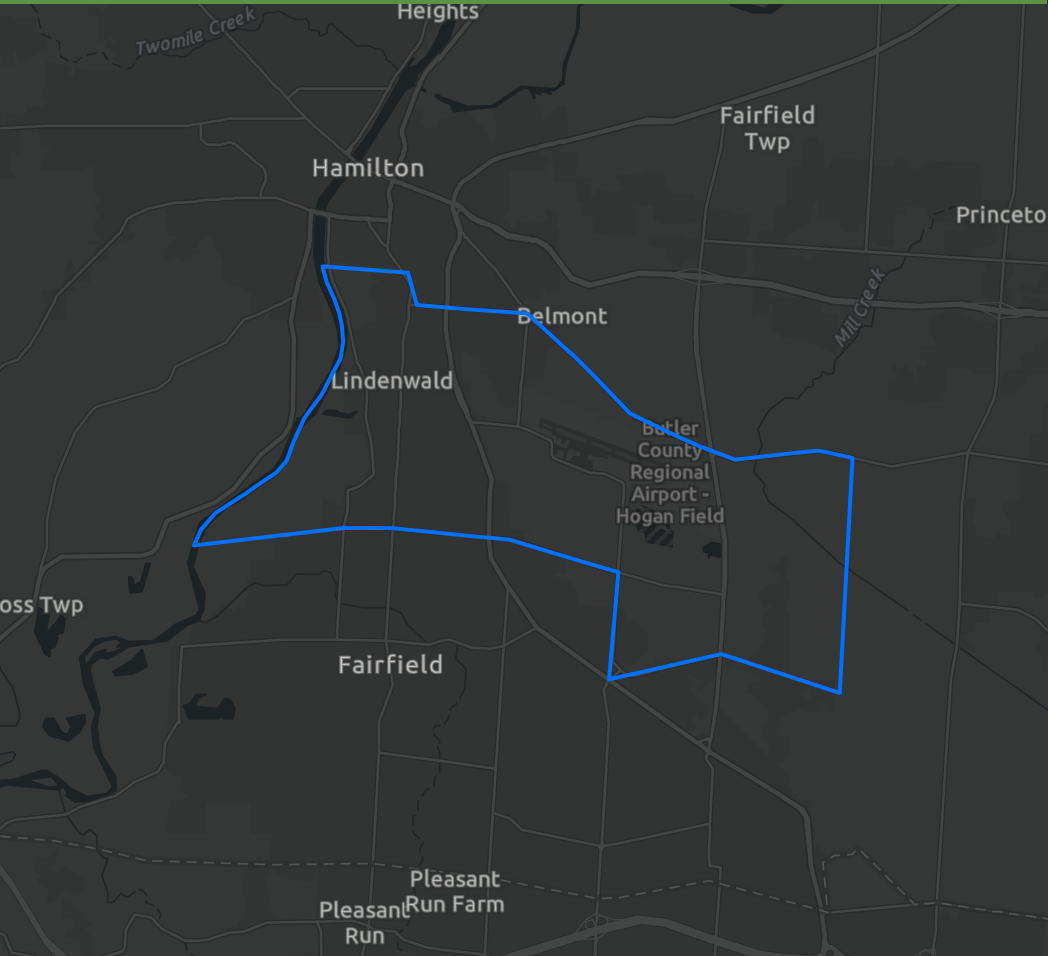 Heights
Twomile Creek
Fairfield
Twp
Hamilton
Princeto
Mill Creek
Belmont
Lindenwald
Butler
County
Regional
Airport -
Hogan Field
oss Twp
Fairfield
Pleasant
Run Farm
Pleasant
Run